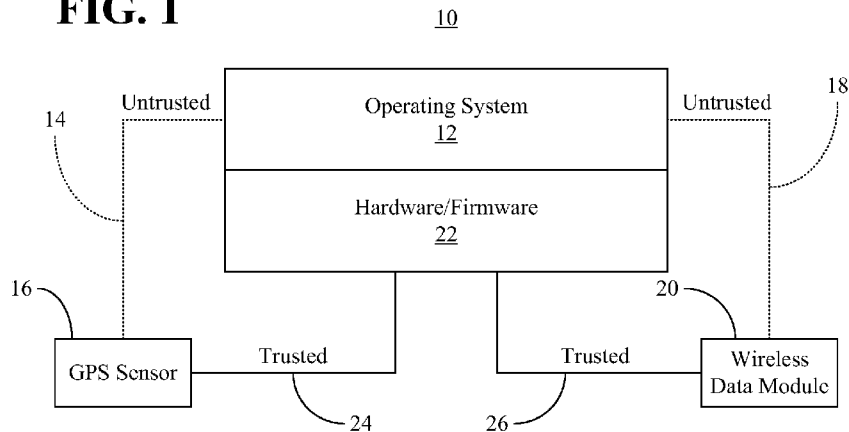 FIG. 1
10
Untrusted
Untrusted
18
14
Operating System
12
Hardware/Firmware
22
16
20
GPS Sensor
Trusted
Trusted
Wireless
Data Module
24
26